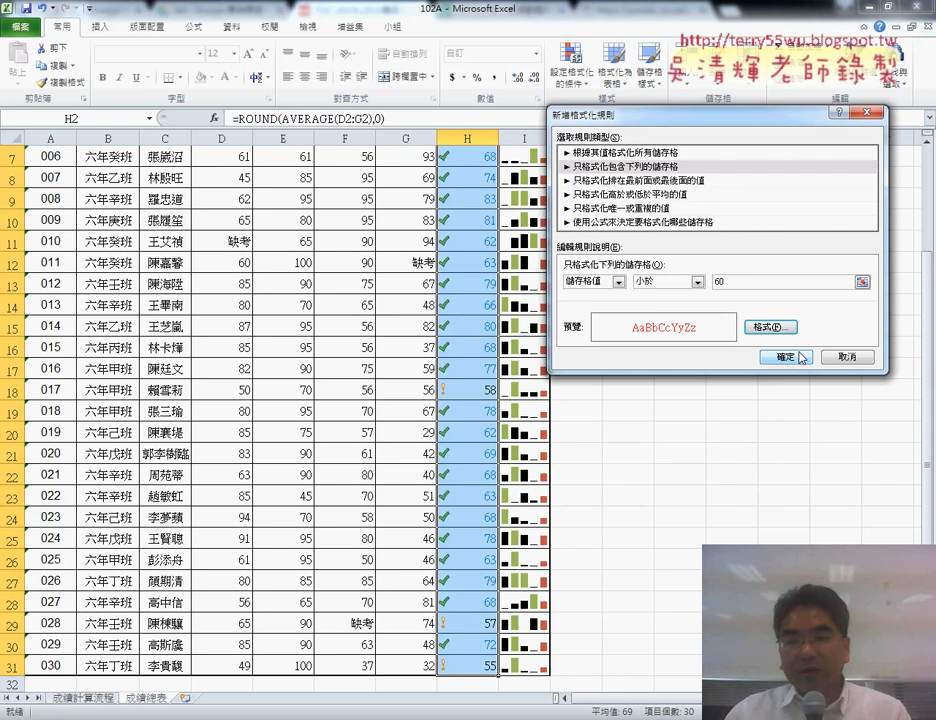 102A - Microsoft Excel
檔案 常用 插入 版面配置 公式 資料 校閱 檢視 增益集 小組
http://terry55wu.blogspot.tw
吳清輝老師錄製
剪下
複製
複製格式
貼上
12
自動換列
跨欄置中
自訂
設定格式化的條件
格式化為表格
儲存格樣式
剪貼簿 字型 對齊方式 數值 樣式 儲存格 編輯
H2 fx =ROUND(AVERAGE(D2:G2),0)
A B C D E F G H I
7 006 六年癸班 張嚴沼 61 61 56 93 68
8 007 六年乙班 林殷旺 45 85 95 69 74
9 008 六年辛班 羅忠道 62 95 95 79 83
10 009 六年庚班 張履笙 65 80 95 83 81
11 010 六年癸班 王艾禎 缺考 65 90 94 62
12 011 六年癸班 陳嘉馨 60 100 90 缺考 63
13 012 六年壬班 陳海陞 85 90 75 67 79
14 013 六年壬班 王畢南 80 70 65 48 66
15 014 六年乙班 王芝嵐 87 95 56 82 80
16 015 六年丙班 林卡燁 85 95 56 37 68
17 016 六年甲班 陳廷文 82 90 75 59 77
18 017 六年甲班 賴雪莉 50 70 56 56 58
19 018 六年甲班 張三瑜 80 95 70 67 78
20 019 六年己班 陳襄堤 85 75 57 29 62
21 020 六年戊班 郭李樹臨 83 90 61 42 69
22 021 六年辛班 周苑蒂 63 90 80 40 68
23 022 六年辛班 趙敏虹 85 45 70 51 63
24 023 六年己班 李夢蘋 94 70 58 50 68
25 024 六年戊班 王賢聰 91 95 80 46 78
26 025 六年甲班 彭添舟 61 95 50 48 63
27 026 六年丁班 顏期清 80 85 85 64 79
28 027 六年辛班 高中信 56 65 70 81 68
29 028 六年壬班 陳棟驤 65 90 缺考 74 57
30 029 六年壬班 高斯虞 85 90 63 48 72
31 030 六年丁班 李貴馥 49 100 37 32 55
32
新增格式化規則
選取規則類型(S):
► 根據其值格式化所有儲存格
► 只格式化包含下列的儲存格
► 只格式化排在最前面或最後面的值
► 只格式化高於或低於平均的值
► 只格式化唯一或重複的值
► 使用公式來決定要格式化哪些儲存格
編輯規則說明(E):
只格式化下列的儲存格(O):
儲存格值 小於 60
預覽: AaBbCcYyZz 格式(F)...
確定 取消
成績計算流程 成績總表
就緒 平均值: 69 項目個數: 30